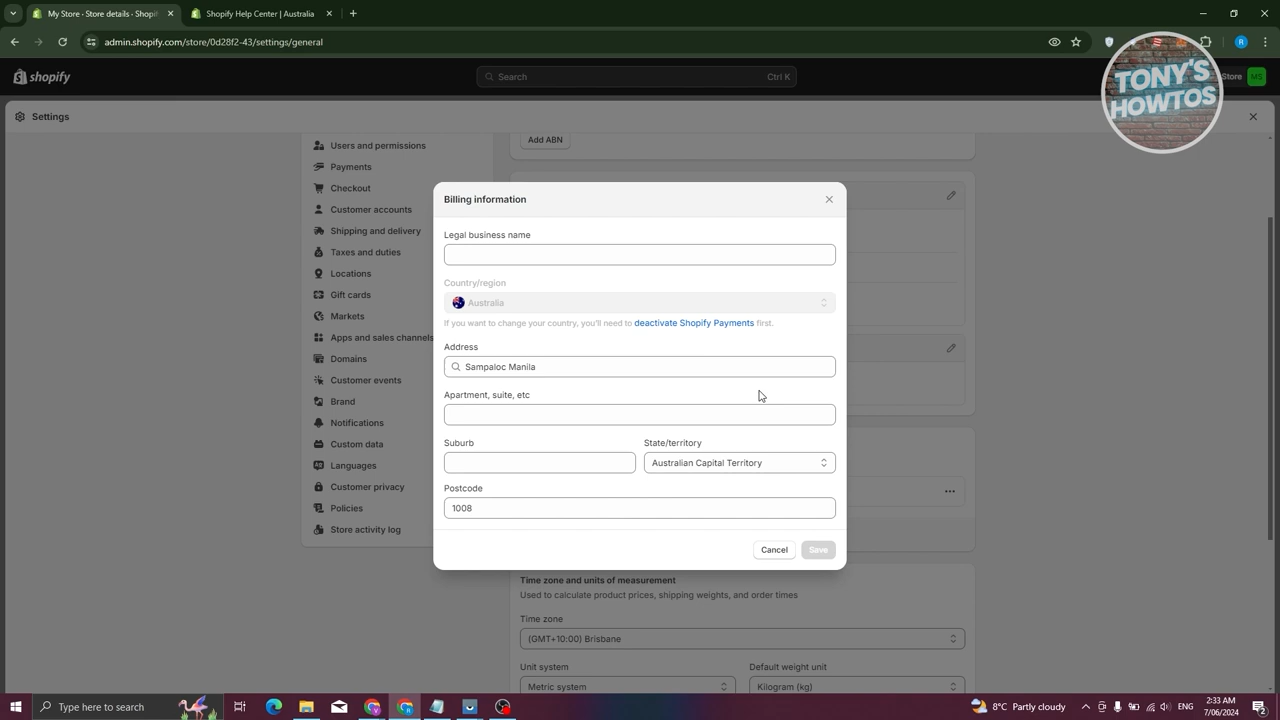 My Store - Store details - Shopif
Shopify Help Center | Australia
admin.shopify.com/store/0d28f2-43/settings/general
R
shopify
Search
Ctrl K
Store
MS
TONY'S
HOWTOS
Settings
Users and permissions
Payments
Checkout
Customer accounts
Shipping and delivery
Taxes and duties
Locations
Gift cards
Markets
Apps and sales channels
Domains
Customer events
Brand
Notifications
Custom data
Languages
Customer privacy
Policies
Store activity log
Add ABN
Billing information
Legal business name
Country/region
Australia
If you want to change your country, you'll need to deactivate Shopify Payments first.
Address
Sampaloc Manila
Apartment, suite, etc
Suburb
State/territory
Australian Capital Territory
Postcode
1008
Cancel
Save
Time zone and units of measurement
Used to calculate product prices, shipping weights, and order times
Time zone
(GMT+10:00) Brisbane
Unit system
Default weight unit
Metric system
Kilogram (kg)
Type here to search
8°C Partly cloudy
2:33 AM
7/06/2024
2